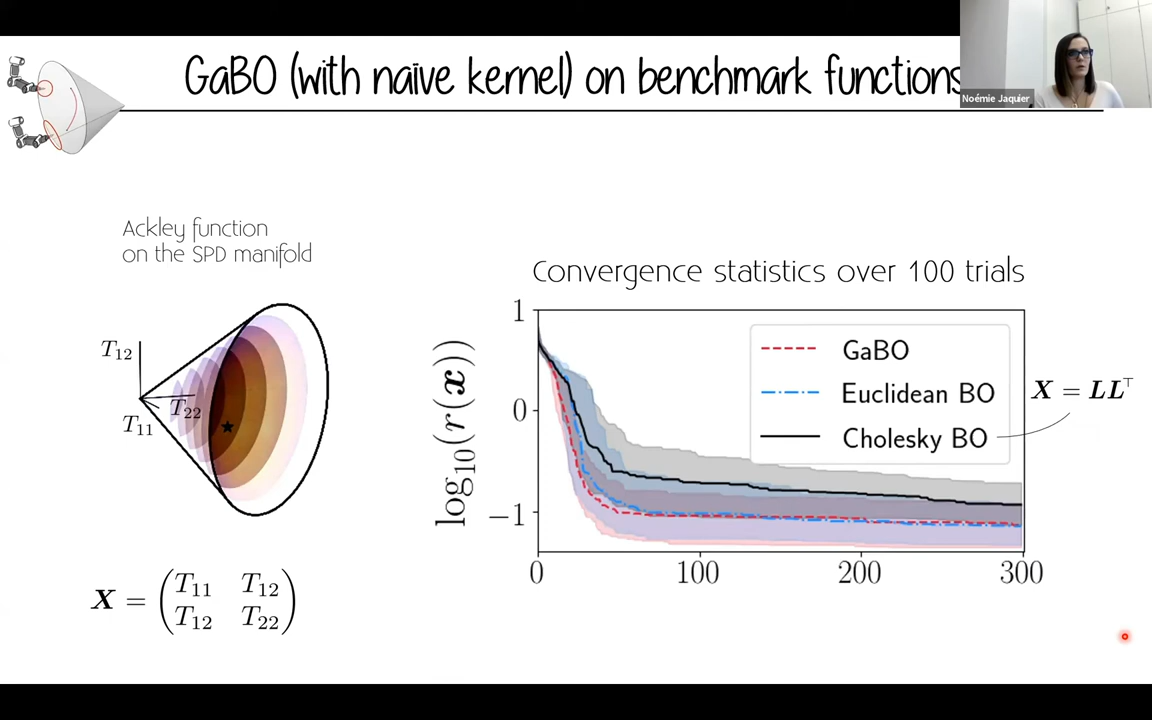 GaBO (with naïve kernel) on benchmark functions
Noémie Jaquier
Ackley function
on the SPD manifold
T₁₂
T₂₂
T₁₁
X = (T₁₁ T₁₂
T₁₂ T₂₂)
Convergence statistics over 100 trials
log₁₀(r(x))
1
0
−1
0 100 200 300
GaBO
Euclidean BO
Cholesky BO
X = LL⊤